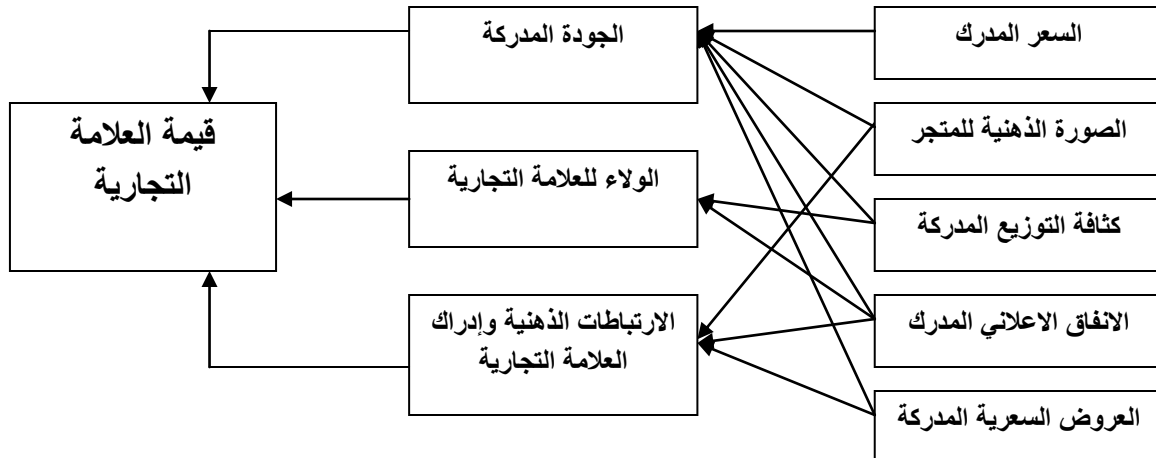 السعر المدرك
الصورة الذهنية للمتجر
كثافة التوزيع المدركة
الانفاق الاعلاني المدرك
العروض السعرية المدركة
الجودة المدركة
الولاء للعلامة التجارية
الارتباطات الذهنية وإدراك
العلامة التجارية
قيمة العلامة
التجارية